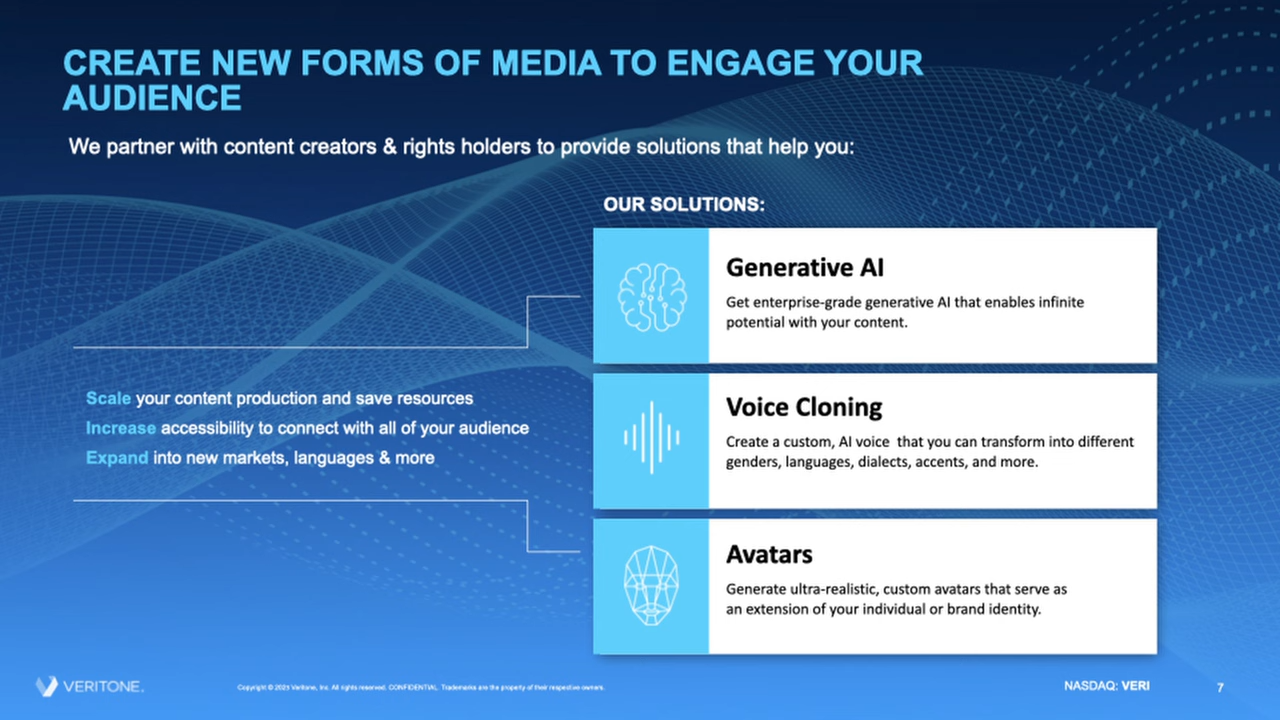 CREATE NEW FORMS OF MEDIA TO ENGAGE YOUR
AUDIENCE
We partner with content creators & rights holders to provide solutions that help you:
Scale your content production and save resources
Increase accessibility to connect with all of your audience
Expand into new markets, languages & more
OUR SOLUTIONS:
Generative AI
Get enterprise-grade generative AI that enables infinite
potential with your content.
Voice Cloning
Create a custom, AI voice that you can transform into different
genders, languages, dialects, accents, and more.
Avatars
Generate ultra-realistic, custom avatars that serve as
an extension of your individual or brand identity.
VERITONE
Copyright © Veritone, Inc. All rights reserved. CONFIDENTIAL. Trademarks are the property of their respective owners.
NASDAQ: VERI
7